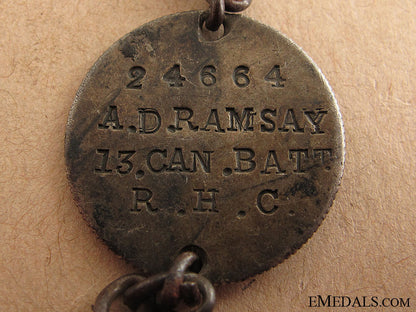 24664
A.D.RAMSAY
13.CAN.BATT
R.H.C.
EMEDALS.COM